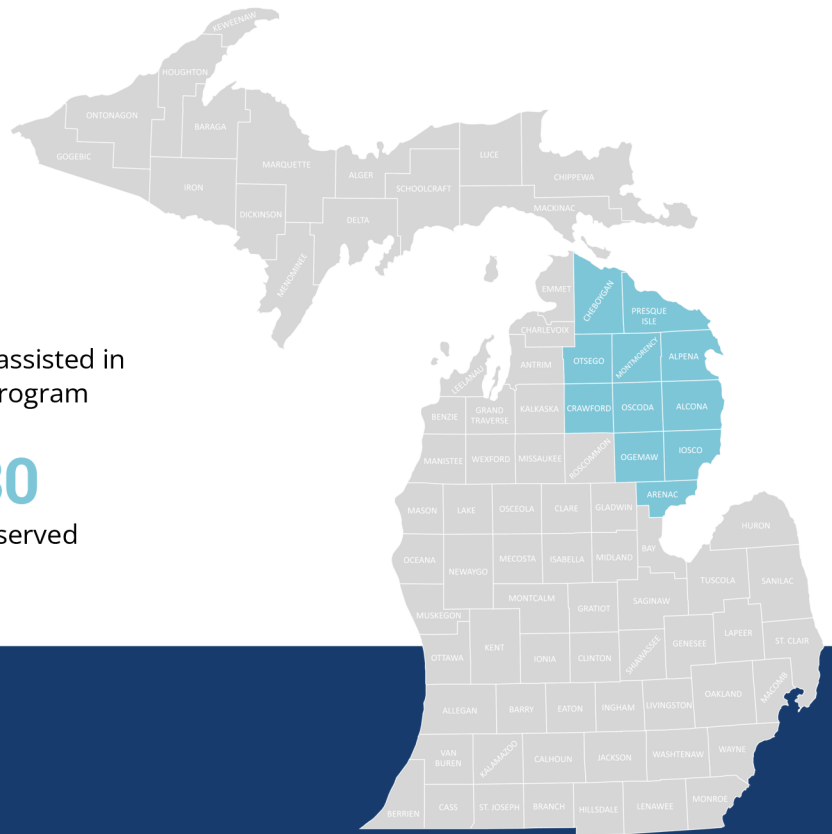 KEWEENAW
HOUGHTON
ONTONAGON
BARAGA
GOGEBIC
MARQUETTE
LUCE
ALGER
CHIPPEWA
IRON
SCHOOLCRAFT
DICKINSON
MACKINAC
DELTA
MENOMINEE
EMMET
CHEBOYGAN
PRESQUE
ISLE
CHARLEVOIX
assisted in
rogram
ANTRIM
OTSEGO
MONTMORENCY
ALPENA
LEELANAU
BENZIE
GRAND
TRAVERSE
KALKASKA
CRAWFORD
OSCODA
ALCONA
MANISTEE
WEXFORD
MISSAUKEE
ROSCOMMON
OGEMAW
IOSCO
80
served
ARENAC
MASON
LAKE
OSCEOLA
CLARE
GLADWIN
HURON
OCEANA
NEWAYGO
MECOSTA
ISABELLA
MIDLAND
BAY
TUSCOLA
SANILAC
MONTCALM
GRATIOT
SAGINAW
MUSKEGON
KENT
OTTAWA
IONIA
CLINTON
SHIAWASSEE
GENESEE
LAPEER
ST. CLAIR
ALLEGAN
BARRY
EATON
INGHAM
LIVINGSTON
OAKLAND
MACOMB
VAN
BUREN
KALAMAZOO
CALHOUN
JACKSON
WASHTENAW
WAYNE
BERRIEN
CASS
ST. JOSEPH
BRANCH
HILLSDALE
LENAWEE
MONROE